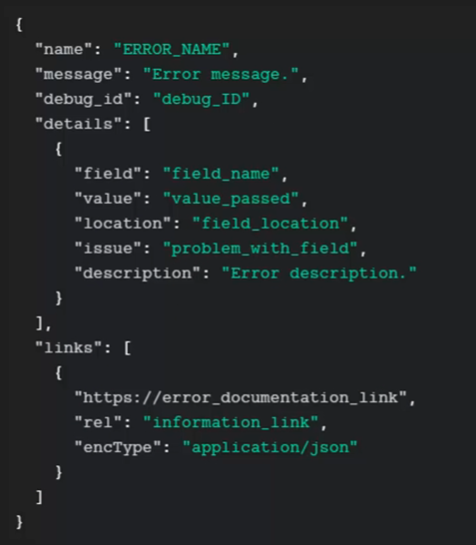 {
  "name": "ERROR_NAME",
  "message": "Error message.",
  "debug_id": "debug_ID",
  "details": [
    {
      "field": "field_name",
      "value": "value_passed",
      "location": "field_location",
      "issue": "problem_with_field",
      "description": "Error description."
    }
  ],
  "links": [
    {
      "https://error_documentation_link",
      "rel": "information_link",
      "encType": "application/json"
    }
  ]
}